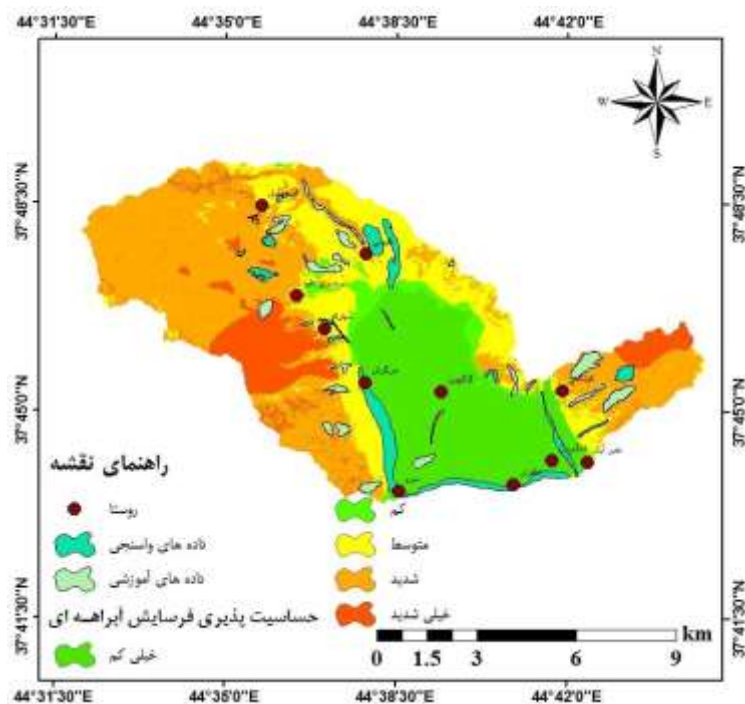 44°31'30"E 44°35'0"E 44°38'30"E 44°42'0"E
N
W E
S
37°48'30"N 37°48'30"N
37°45'0"N 37°45'0"N
37°41'30"N 37°41'30"N
راهنمای نقشه
روستا
داده های واسنجی
داده های آموزشی
حساسیت پذیری فرسایش آبراهه ای
خیلی کم
کم
متوسط
شدید
خیلی شدید
km
0 1.5 3 6 9
44°31'30"E 44°35'0"E 44°38'30"E 44°42'0"E